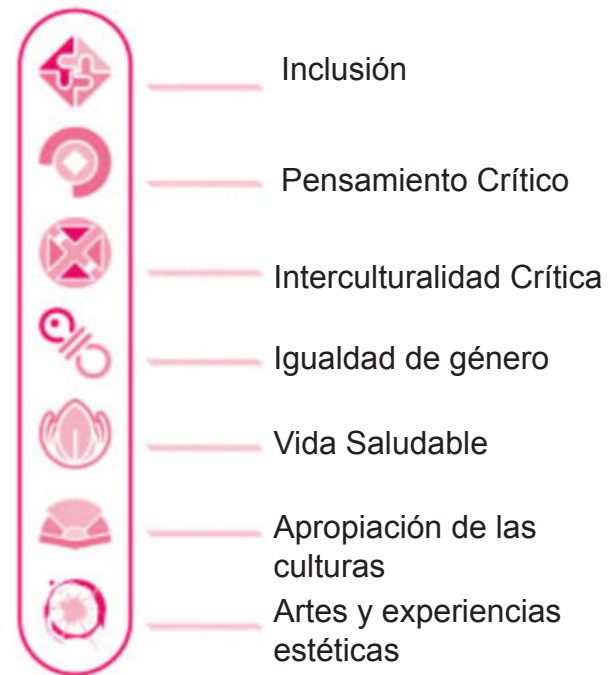 Inclusión
Pensamiento Crítico
Interculturalidad Crítica
Igualdad de género
Vida Saludable
Apropiación de las
culturas
Artes y experiencias
estéticas